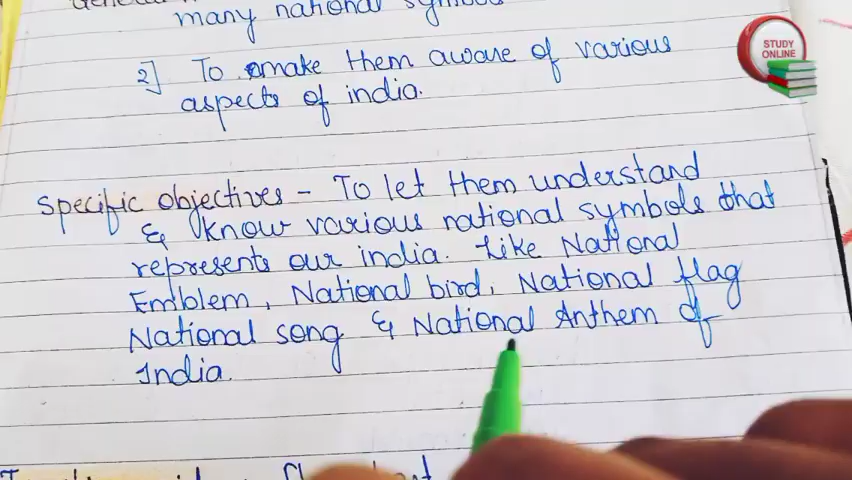 General
many national symbols
2] To make them aware of various
aspects of india.
Specific objectives - To let them understand
& know various national symbols that
represents our india. Like National
Emblem, National bird, National flag
National song & National Anthem of
India.
STUDY
ONLINE